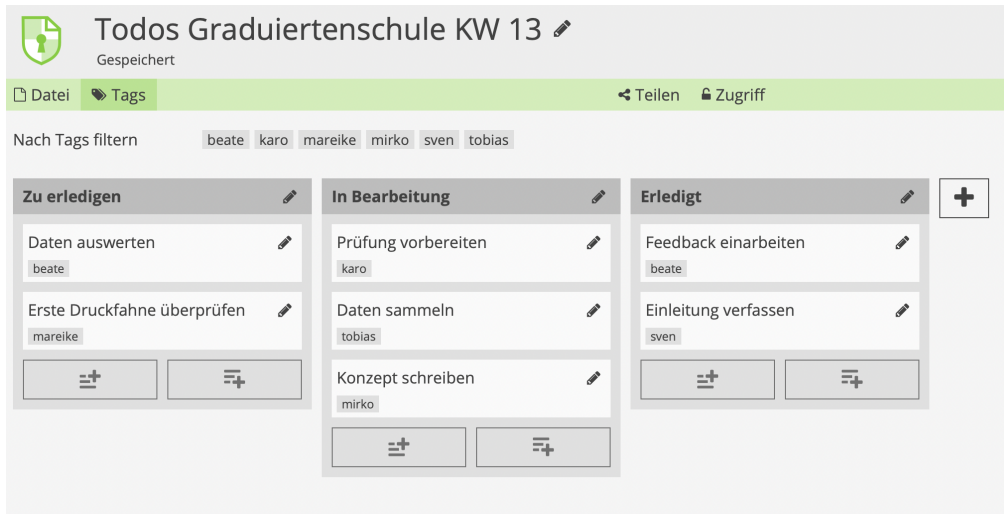 Todos Graduiertenschule KW 13
Gespeichert
Datei Tags Teilen Zugriff
Nach Tags filtern beate karo mareike mirko sven tobias
Zu erledigen
Daten auswerten
beate
Erste Druckfahne überprüfen
mareike
In Bearbeitung
Prüfung vorbereiten
karo
Daten sammeln
tobias
Konzept schreiben
mirko
Erledigt
Feedback einarbeiten
beate
Einleitung verfassen
sven